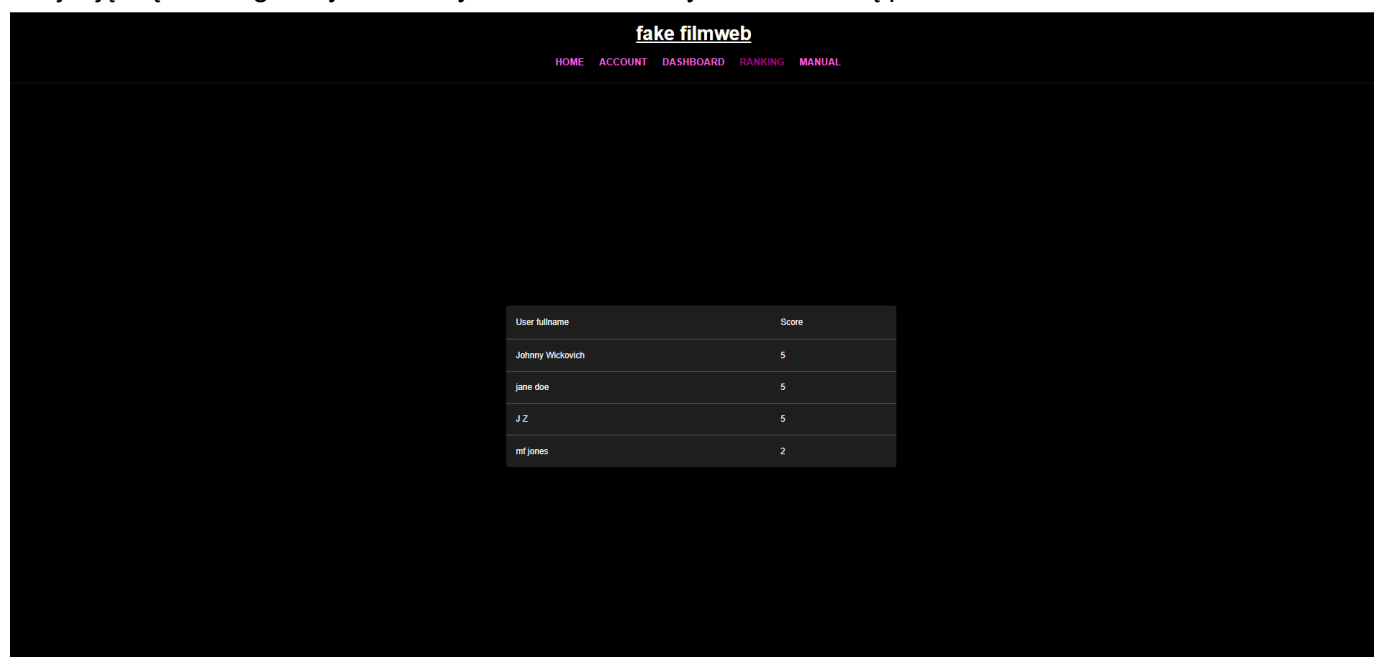 fake filmweb
HOME ACCOUNT DASHBOARD RANKING MANUAL
User fullname Score
Johnny Wickovich 5
jane doe 5
J Z 5
mf jones 2